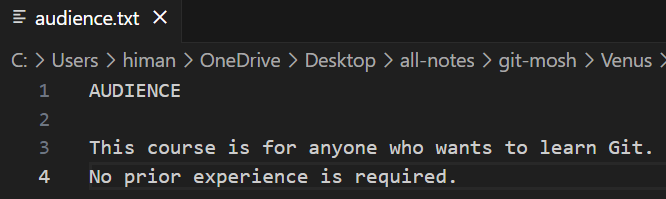 audience.txt
C: > Users > himan > OneDrive > Desktop > all-notes > git-mosh > Venus >
1 AUDIENCE
2
3 This course is for anyone who wants to learn Git.
4 No prior experience is required.